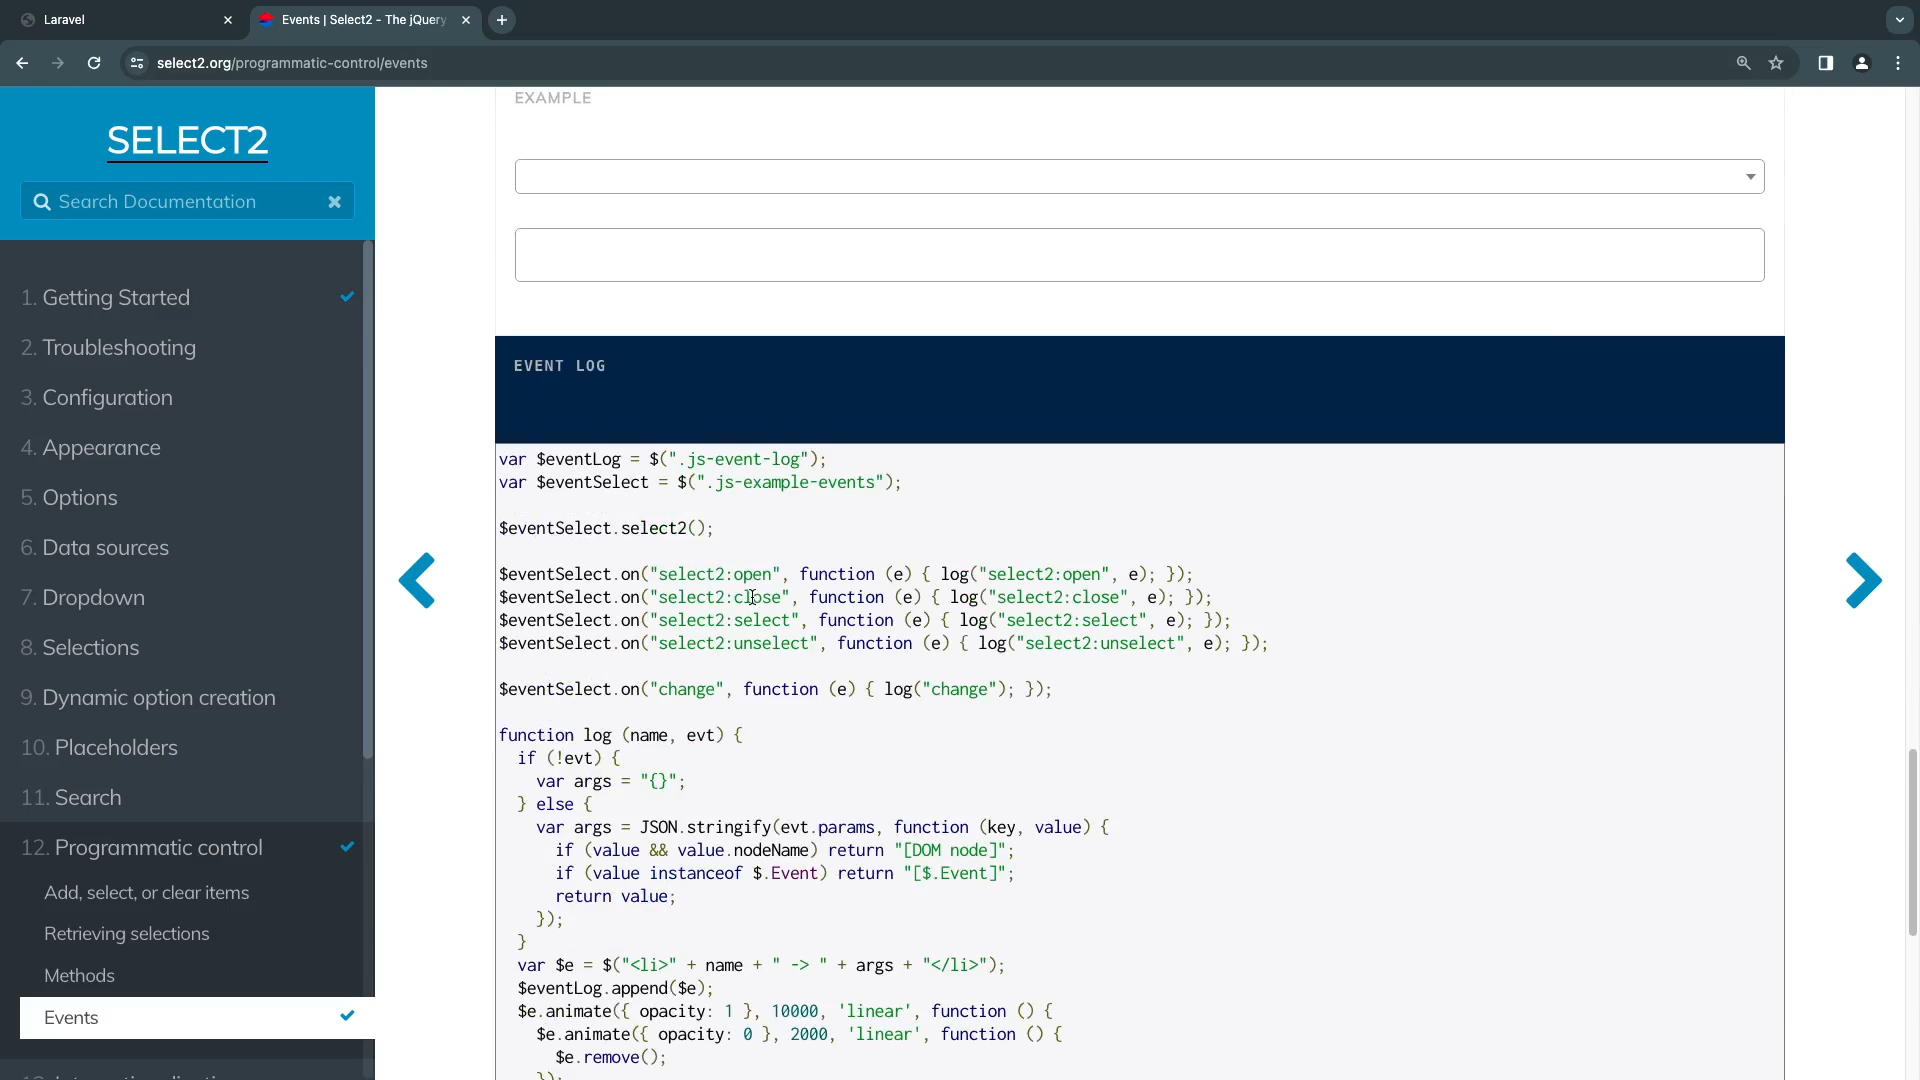 Laravel
Events | Select2 - The jQuery
select2.org/programmatic-control/events
SELECT2
Search Documentation
1. Getting Started
2. Troubleshooting
3. Configuration
4. Appearance
5. Options
6. Data sources
7. Dropdown
8. Selections
9. Dynamic option creation
10. Placeholders
11. Search
12. Programmatic control
Add, select, or clear items
Retrieving selections
Methods
Events
EXAMPLE
EVENT LOG
var $eventLog = $(".js-event-log");
var $eventSelect = $(".js-example-events");
$eventSelect.select2();
$eventSelect.on("select2:open", function (e) { log("select2:open", e); });
$eventSelect.on("select2:close", function (e) { log("select2:close", e); });
$eventSelect.on("select2:select", function (e) { log("select2:select", e); });
$eventSelect.on("select2:unselect", function (e) { log("select2:unselect", e); });
$eventSelect.on("change", function (e) { log("change"); });
function log (name, evt) {
if (!evt) {
var args = "{}";
} else {
var args = JSON.stringify(evt.params, function (key, value) {
if (value && value.nodeName) return "[DOM node]";
if (value instanceof $.Event) return "[$.Event]";
return value;
});
}
var $e = $("<li>" + name + " -> " + args + "</li>");
$eventLog.append($e);
$e.animate({ opacity: 1 }, 10000, 'linear', function () {
$e.animate({ opacity: 0 }, 2000, 'linear', function () {
$e.remove();
});